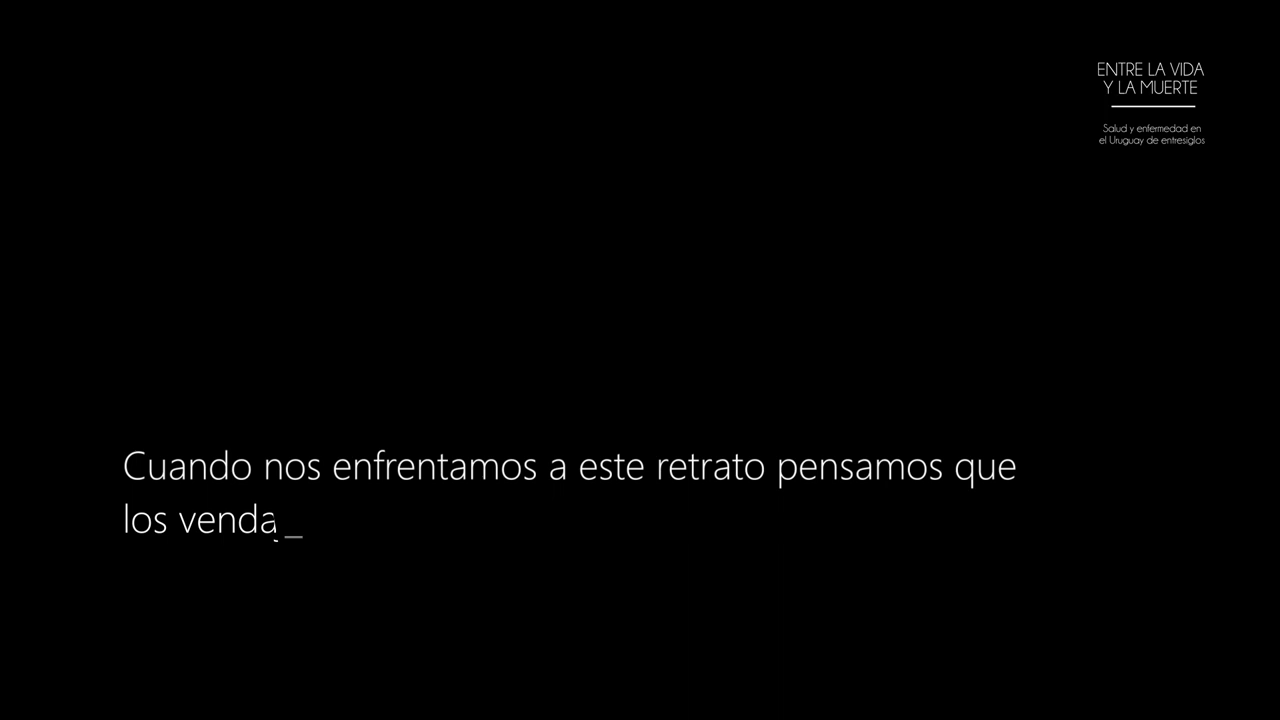 ENTRE LA VIDA
Y LA MUERTE
Salud y enfermedad en
el Uruguay de entresiglos
Cuando nos enfrentamos a este retrato pensamos que
los venda_